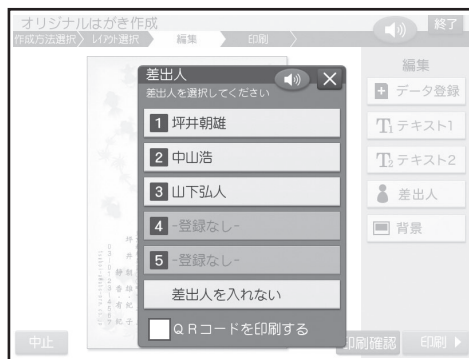 オリジナルはがき作成
終了
作成方法選択
レイアウト選択
編集
印刷
差出人
差出人を選択してください
1 坪井朝雄
2 中山浩
3 山下弘人
4 -登録なし-
5 -登録なし-
差出人を入れない
QRコードを印刷する
編集
データ登録
T1 テキスト1
T2 テキスト2
差出人
背景
中止
印刷確認
印刷